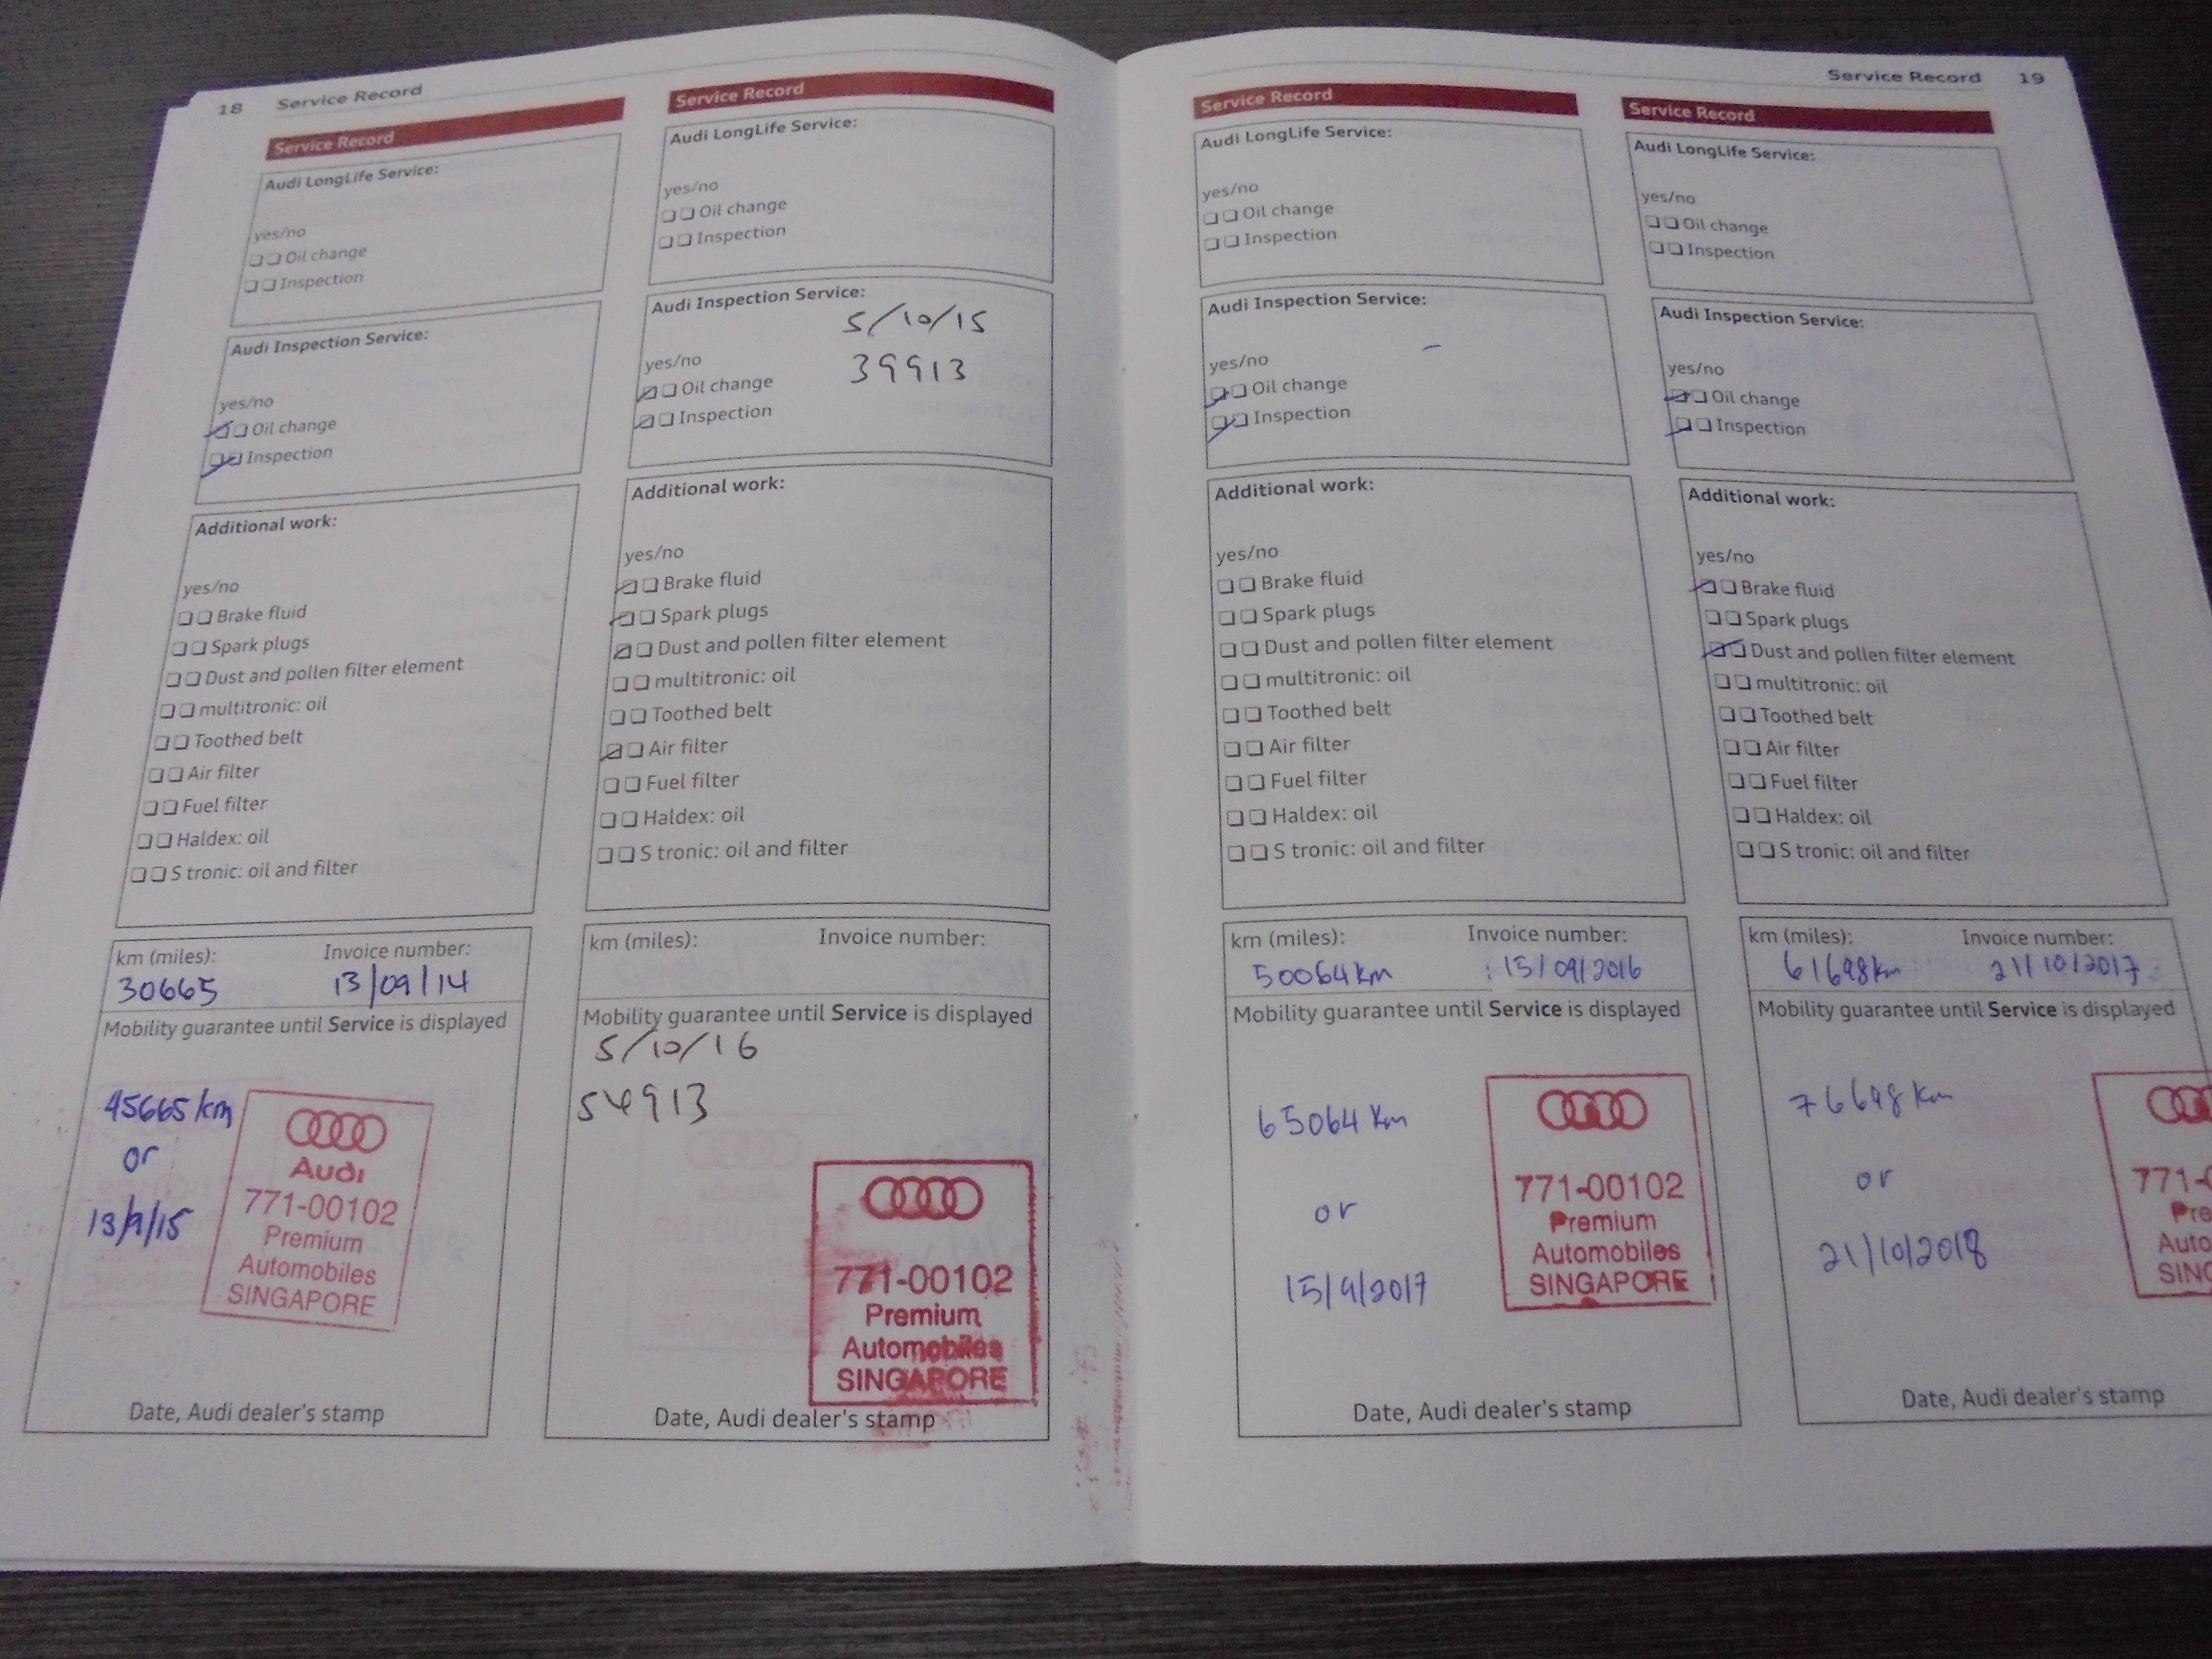 18 Service Record
Service Record
Audi LongLife Service:
yes/no
Oil change
Inspection
Audi Inspection Service:
yes/no
Oil change
Inspection
Additional work:
yes/no
Brake fluid
Spark plugs
Dust and pollen filter element
multitronic: oil
Toothed belt
Air filter
Fuel filter
Haldex: oil
S tronic: oil and filter
km (miles): Invoice number:
30665 13/09/14
Mobility guarantee until Service is displayed
45665 km
or
13/9/15
Audi
771-00102
Premium
Automobiles
SINGAPORE
Date, Audi dealer's stamp
Service Record
Audi LongLife Service:
yes/no
Oil change
Inspection
Audi Inspection Service:
5/10/15
yes/no
39913
Oil change
Inspection
Additional work:
yes/no
Brake fluid
Spark plugs
Dust and pollen filter element
multitronic: oil
Toothed belt
Air filter
Fuel filter
Haldex: oil
S tronic: oil and filter
km (miles): Invoice number:
Mobility guarantee until Service is displayed
5/10/16
54913
771-00102
Premium
Automobiles
SINGAPORE
Date, Audi dealer's stamp
Service Record 19
Service Record
Audi LongLife Service:
yes/no
Oil change
Inspection
Audi Inspection Service:
yes/no
Oil change
Inspection
Additional work:
yes/no
Brake fluid
Spark plugs
Dust and pollen filter element
multitronic: oil
Toothed belt
Air filter
Fuel filter
Haldex: oil
S tronic: oil and filter
km (miles): Invoice number:
50064 km : 15/09/2016
Mobility guarantee until Service is displayed
65064 km
or
15/9/2017
771-00102
Premium
Automobiles
SINGAPORE
Date, Audi dealer's stamp
Service Record
Audi LongLife Service:
yes/no
Oil change
Inspection
Audi Inspection Service:
yes/no
Oil change
Inspection
Additional work:
yes/no
Brake fluid
Spark plugs
Dust and pollen filter element
multitronic: oil
Toothed belt
Air filter
Fuel filter
Haldex: oil
S tronic: oil and filter
km (miles): Invoice number:
61698 km 21/10/2017
Mobility guarantee until Service is displayed
76698 km
or
21/10/2018
771-
Pre
Auto
SING
Date, Audi dealer's stamp